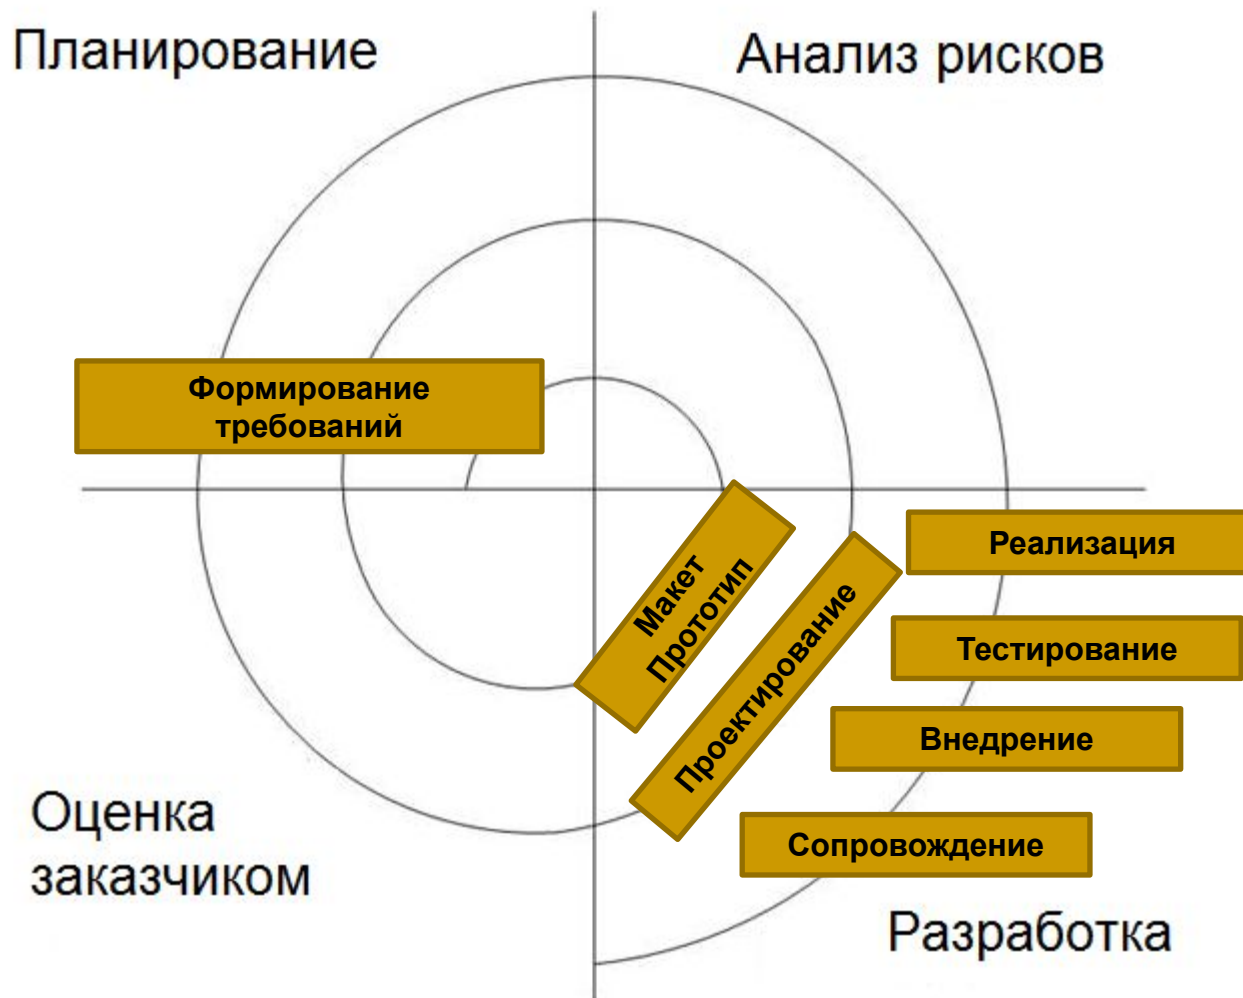 Планирование
Анализ рисков
Формирование
требований
Макет
Прототип
Проектирование
Реализация
Тестирование
Внедрение
Сопровождение
Оценка
заказчиком
Разработка